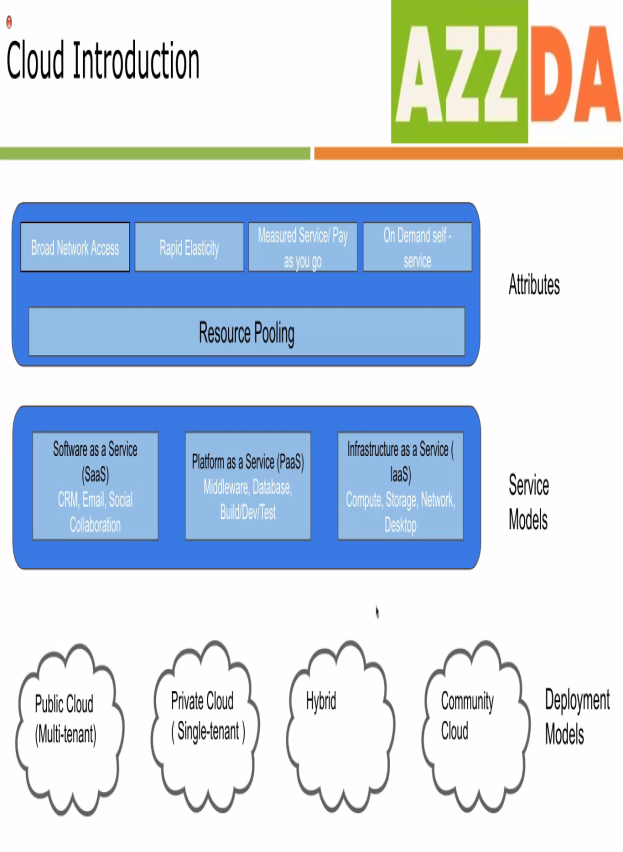 Cloud Introduction
AZZDA
Broad Network Access
Rapid Elasticity
Measured Service/ Pay
as you go
On Demand self -
service
Attributes
Resource Pooling
Software as a Service
(SaaS)
CRM, Email, Social
Collaboration
Platform as a Service (PaaS)
Middleware, Database,
Build/Dev/Test
Infrastructure as a Service (
IaaS)
Compute, Storage, Network,
Desktop
Service
Models
Public Cloud
(Multi-tenant)
Private Cloud
( Single-tenant )
Hybrid
Community
Cloud
Deployment
Models